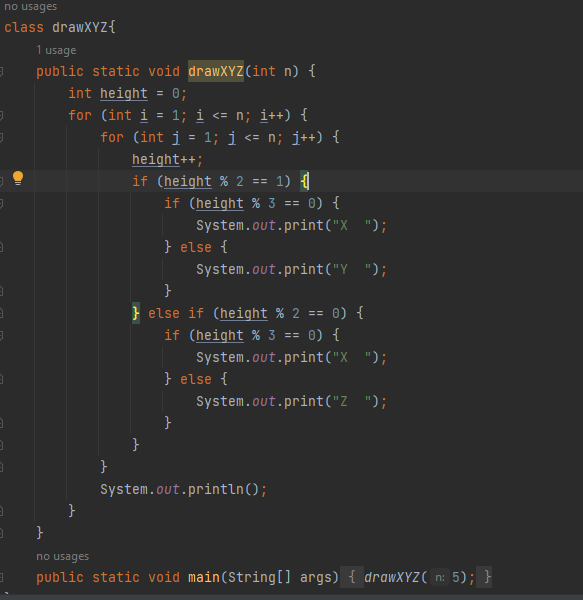 no usages
class drawXYZ{
1 usage
public static void drawXYZ(int n) {
int height = 0;
for (int i = 1; i <= n; i++) {
for (int j = 1; j <= n; j++) {
height++;
if (height % 2 == 1) {
if (height % 3 == 0) {
System.out.print("X  ");
} else {
System.out.print("Y  ");
}
} else if (height % 2 == 0) {
if (height % 3 == 0) {
System.out.print("X  ");
} else {
System.out.print("Z  ");
}
}
}
System.out.println();
}
}
no usages
public static void main(String[] args) { drawXYZ( n: 5); }